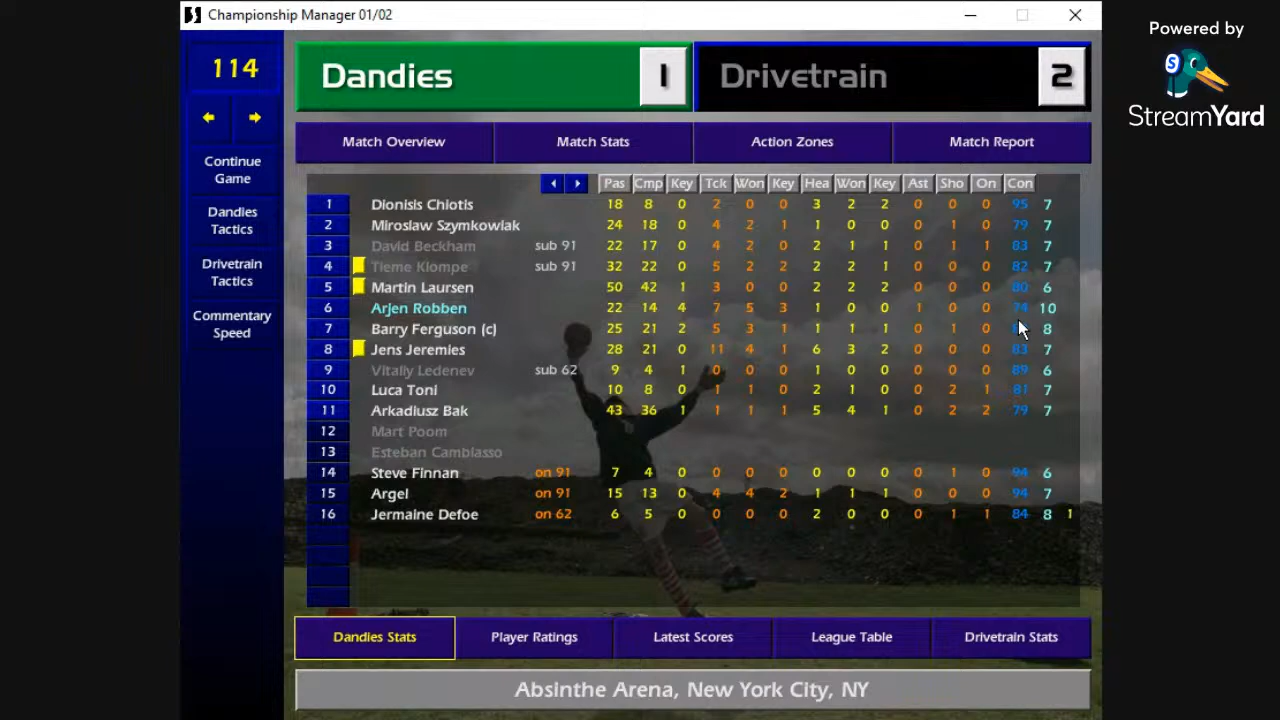 Championship Manager 01/02
Powered by
StreamYard
114
Continue
Game
Dandies
Tactics
Drivetrain
Tactics
Commentary
Speed
Dandies 1 Drivetrain 2
Match Overview Match Stats Action Zones Match Report
Pas Cmp Key Tck Won Key Hea Won Key Ast Sho On Con
1 Dionisis Chiotis 18 8 0 2 0 0 3 2 2 0 0 0 95 7
2 Miroslaw Szymkowiak 24 18 0 4 2 1 1 0 0 0 1 0 79 7
3 David Beckham sub 91 22 17 0 4 2 0 2 1 1 0 1 1 83 7
4 Tieme Klompe sub 91 32 22 0 5 2 2 2 2 1 0 0 0 82 7
5 Martin Laursen 50 42 1 3 0 0 2 2 2 0 0 0 80 6
6 Arjen Robben 22 14 4 7 5 3 1 0 0 1 0 0 74 10
7 Barry Ferguson (c) 25 21 2 5 3 1 1 1 1 0 1 0 8
8 Jens Jeremies 28 21 0 11 4 1 6 3 2 0 0 0 83 7
9 Vitaliy Ledenev sub 62 9 4 1 0 0 0 1 0 0 0 0 0 89 6
10 Luca Toni 10 8 0 1 1 0 2 1 0 0 2 1 81 7
11 Arkadiusz Bak 43 36 1 1 1 1 5 4 1 0 2 2 79 7
12 Mart Poom
13 Esteban Cambiasso
14 Steve Finnan on 91 7 4 0 0 0 0 0 0 0 0 1 0 94 6
15 Argel on 91 15 13 0 4 4 2 1 1 1 0 0 0 94 7
16 Jermaine Defoe on 62 6 5 0 0 0 0 2 0 0 0 1 1 84 8 1
Dandies Stats Player Ratings Latest Scores League Table Drivetrain Stats
Absinthe Arena, New York City, NY